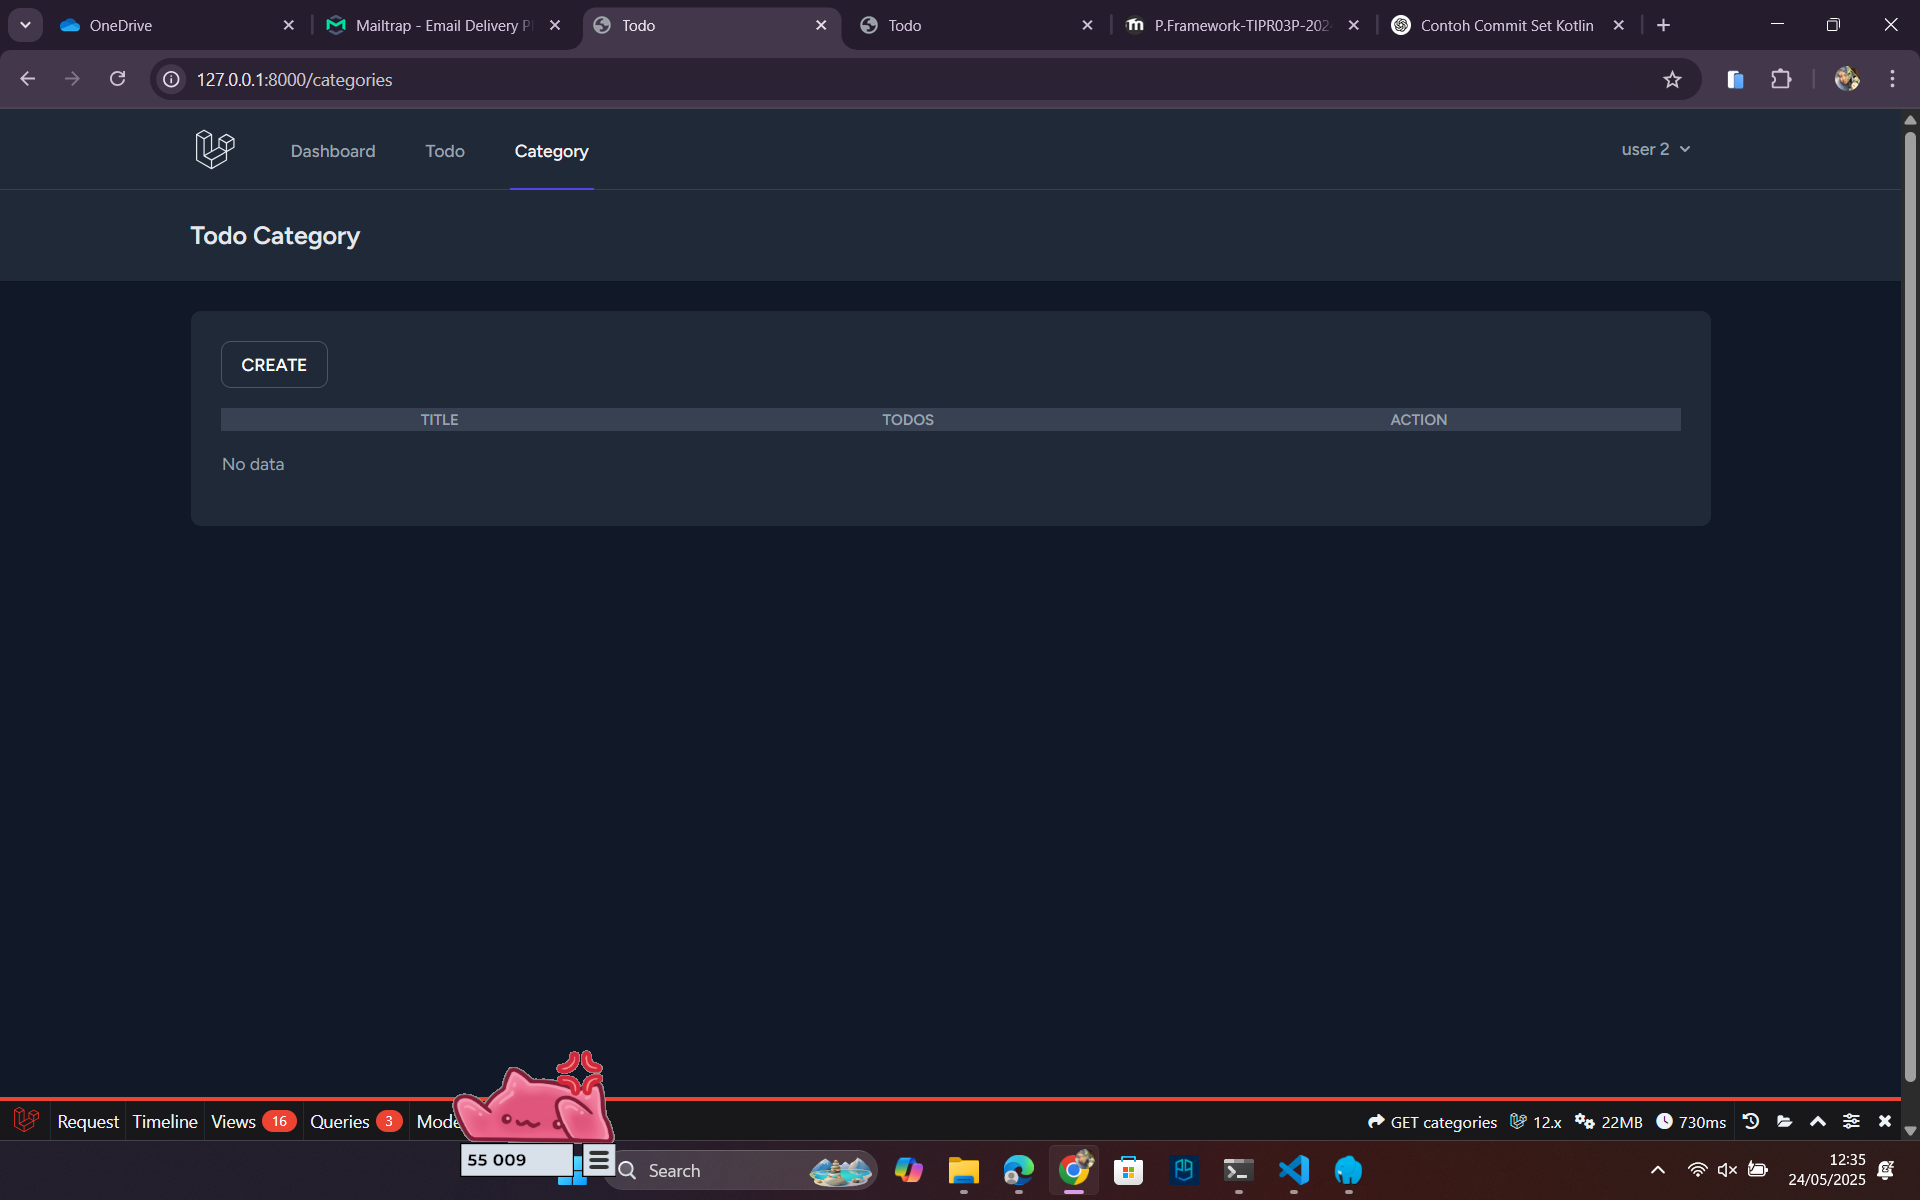 OneDrive
Mailtrap - Email Delivery P
Todo
Todo
P.Framework-TIPR03P-202
Contoh Commit Set Kotlin
127.0.0.1:8000/categories
Dashboard
Todo
Category
user 2
Todo Category
CREATE
TITLE TODOS ACTION
No data
Request
Timeline
Views 16
Queries 3
Mode
GET categories
12.x
22MB
730ms
55 009
Search
12:35
24/05/2025